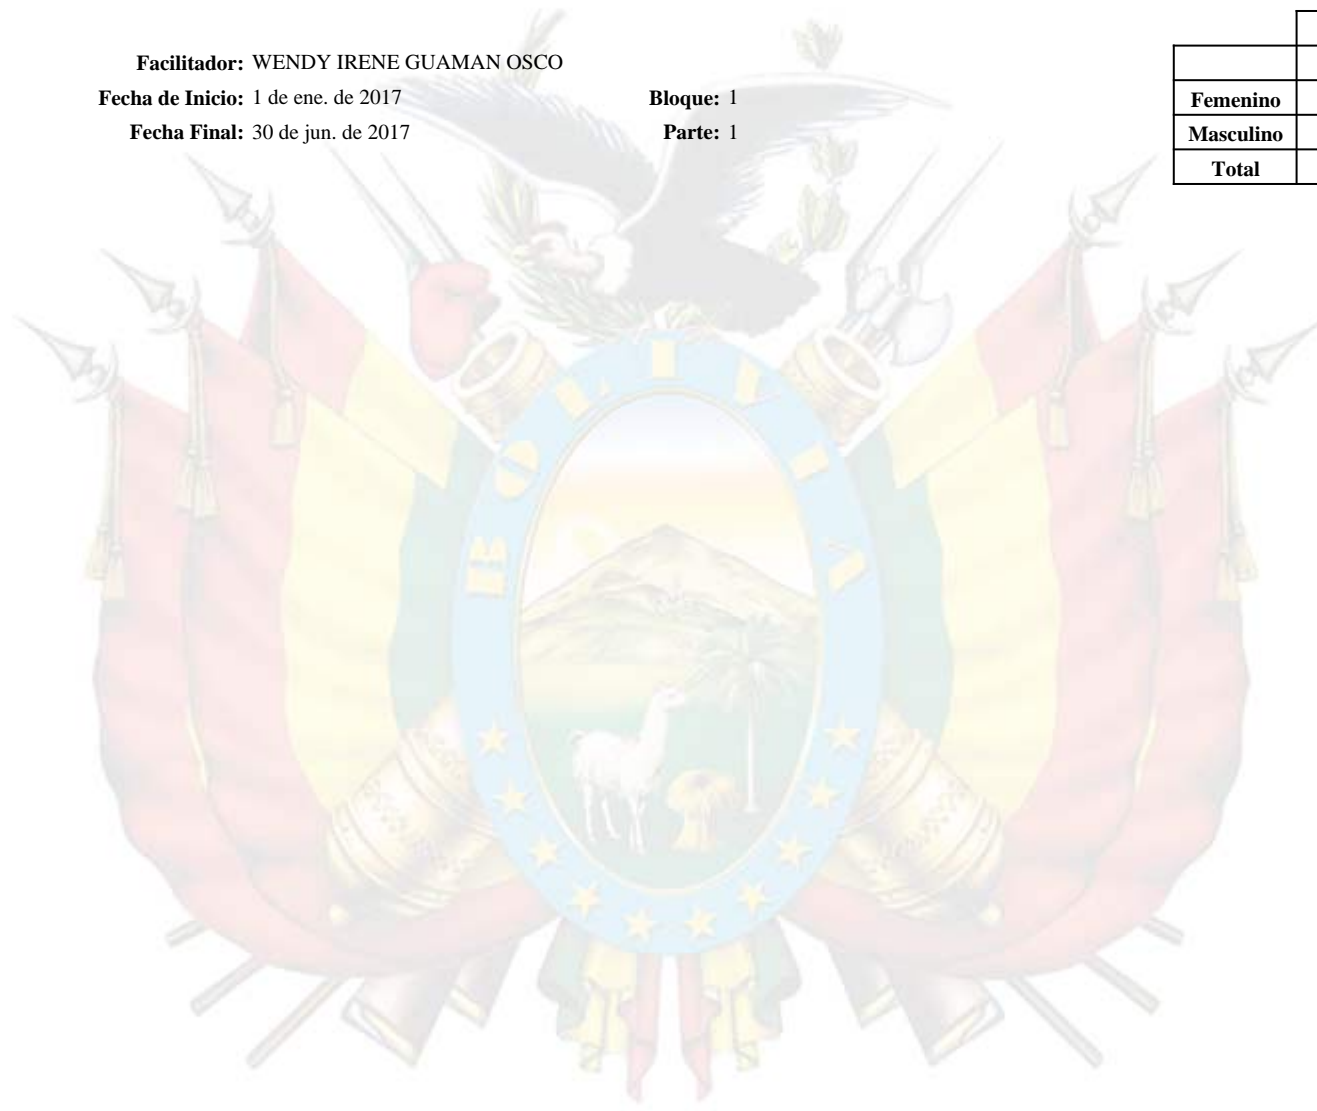 Facilitador: WENDY IRENE GUAMAN OSCO
Fecha de Inicio: 1 de ene. de 2017
Bloque: 1
Fecha Final: 30 de jun. de 2017
Parte: 1
Femenino
Masculino
Total
BOLIVIA